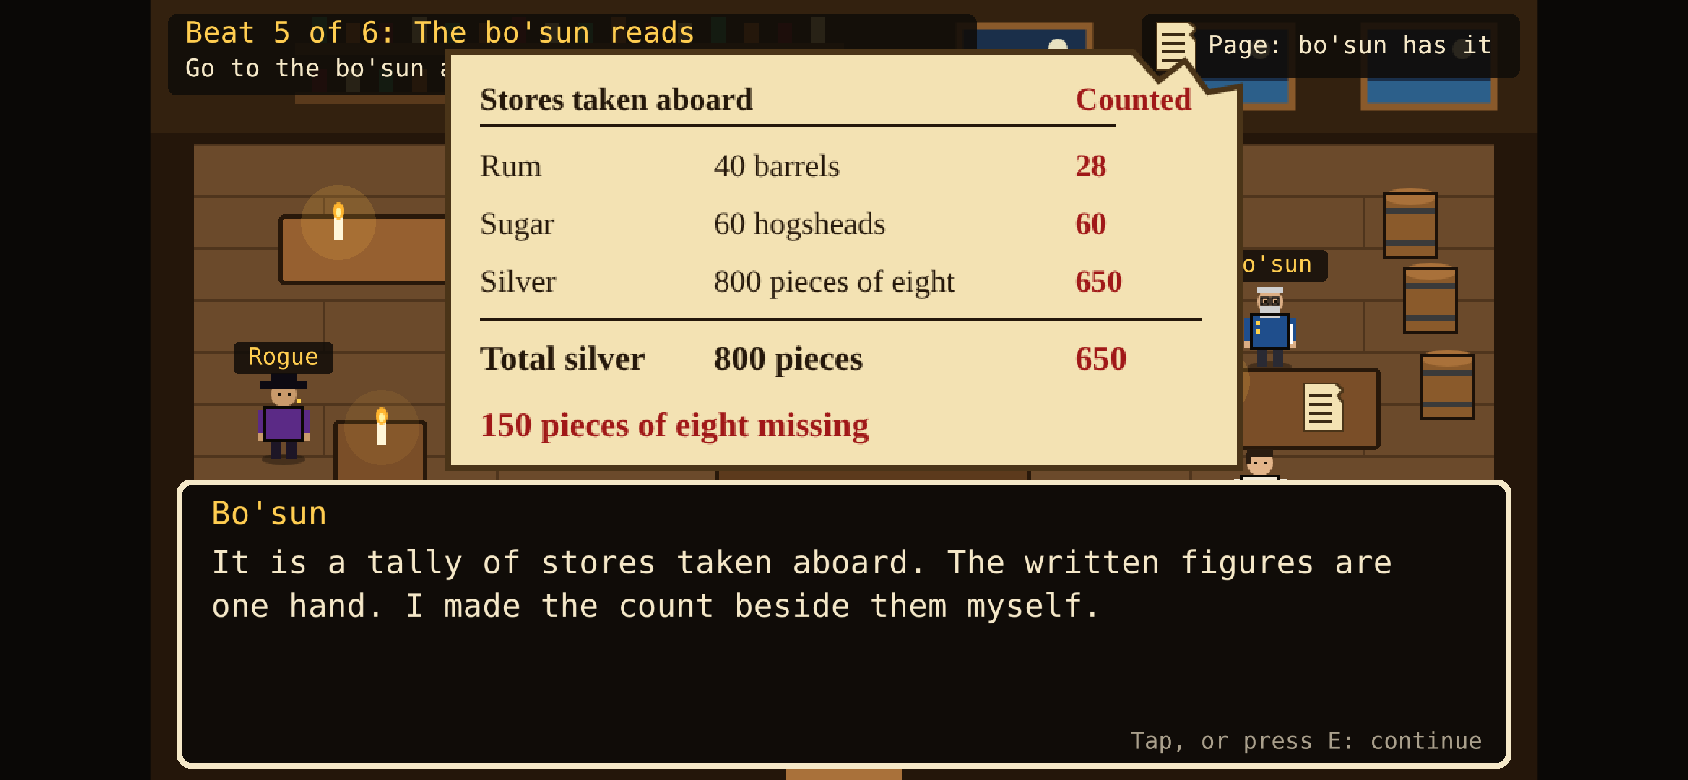 Beat 5 of 6: The bo'sun reads
Go to the bo'sun
Page: bo'sun has it
Stores taken aboard Counted
Rum 40 barrels 28
Sugar 60 hogsheads 60
Silver 800 pieces of eight 650
Total silver 800 pieces 650
150 pieces of eight missing
o'sun
Rogue
Bo'sun
It is a tally of stores taken aboard. The written figures are
one hand. I made the count beside them myself.
Tap, or press E: continue